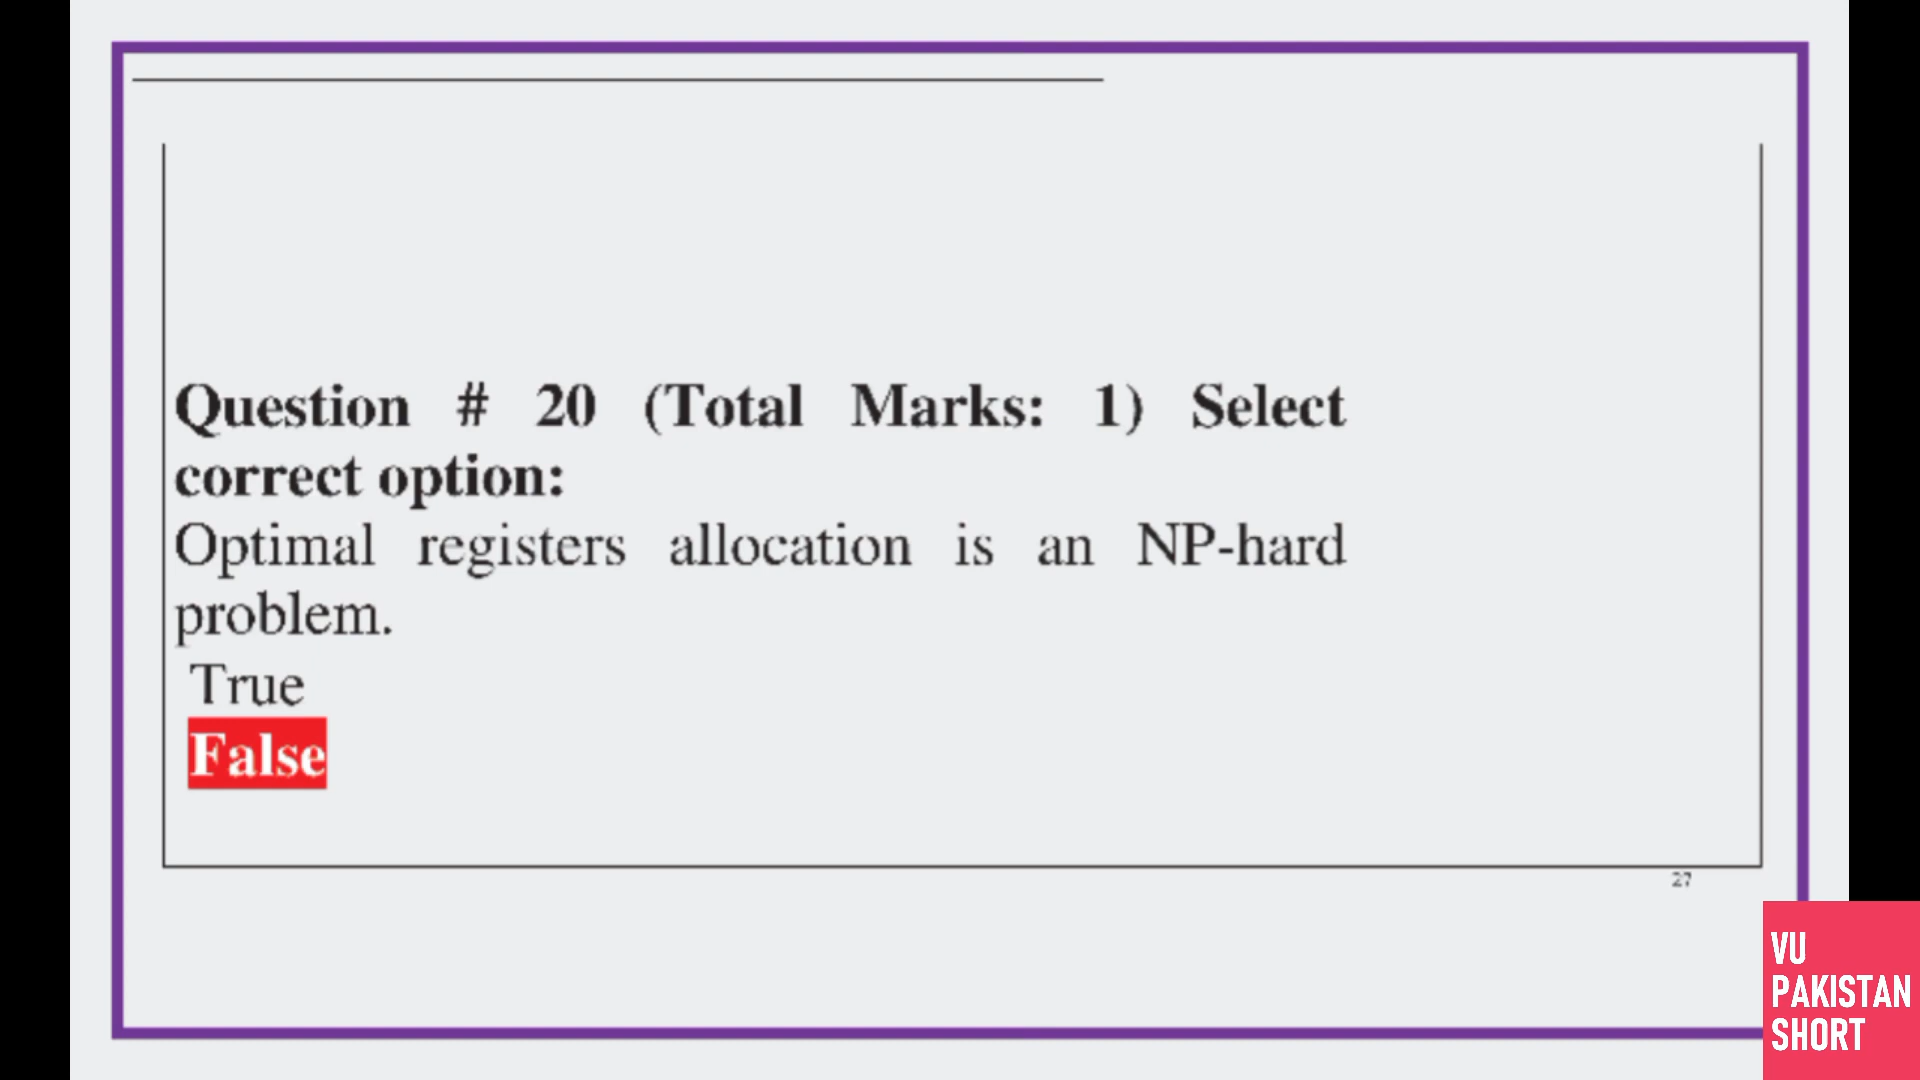 Question # 20 (Total Marks: 1) Select
correct option:
Optimal registers allocation is an NP-hard
problem.
True
False
27
VU
PAKISTAN
SHORT